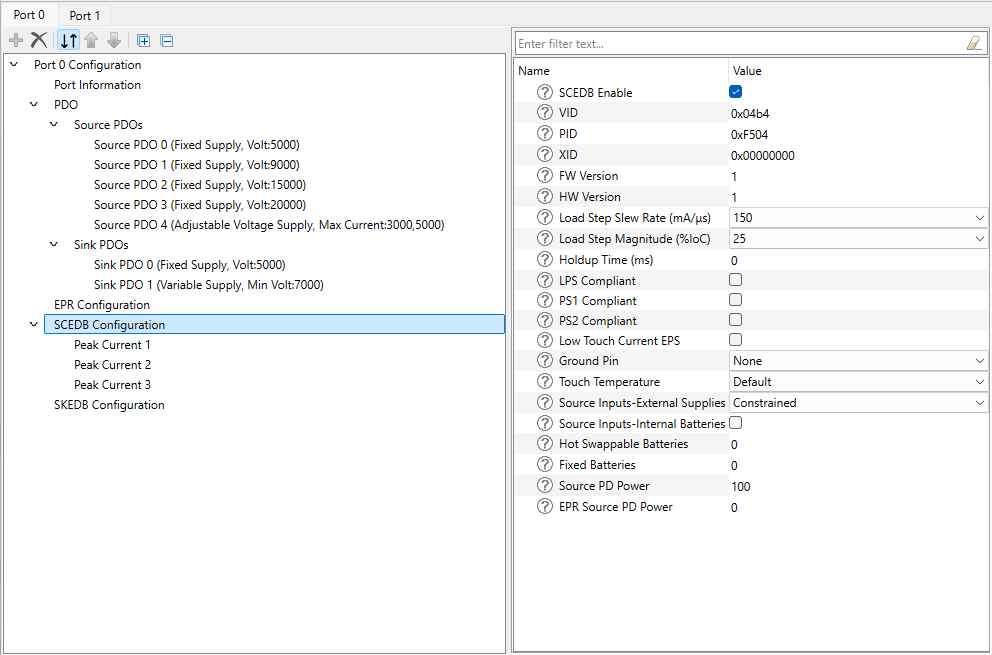 Port 0 Port 1
Port 0 Configuration
Port Information
PDO
Source PDOs
Source PDO 0 (Fixed Supply, Volt:5000)
Source PDO 1 (Fixed Supply, Volt:9000)
Source PDO 2 (Fixed Supply, Volt:15000)
Source PDO 3 (Fixed Supply, Volt:20000)
Source PDO 4 (Adjustable Voltage Supply, Max Current:3000,5000)
Sink PDOs
Sink PDO 0 (Fixed Supply, Volt:5000)
Sink PDO 1 (Variable Supply, Min Volt:7000)
EPR Configuration
SCEDB Configuration
Peak Current 1
Peak Current 2
Peak Current 3
SKEDB Configuration
Enter filter text...
Name Value
SCEDB Enable
VID 0x04b4
PID 0xF504
XID 0x00000000
FW Version 1
HW Version 1
Load Step Slew Rate (mA/µs) 150
Load Step Magnitude (%IoC) 25
Holdup Time (ms) 0
LPS Compliant
PS1 Compliant
PS2 Compliant
Low Touch Current EPS
Ground Pin None
Touch Temperature Default
Source Inputs-External Supplies Constrained
Source Inputs-Internal Batteries
Hot Swappable Batteries 0
Fixed Batteries 0
Source PD Power 100
EPR Source PD Power 0